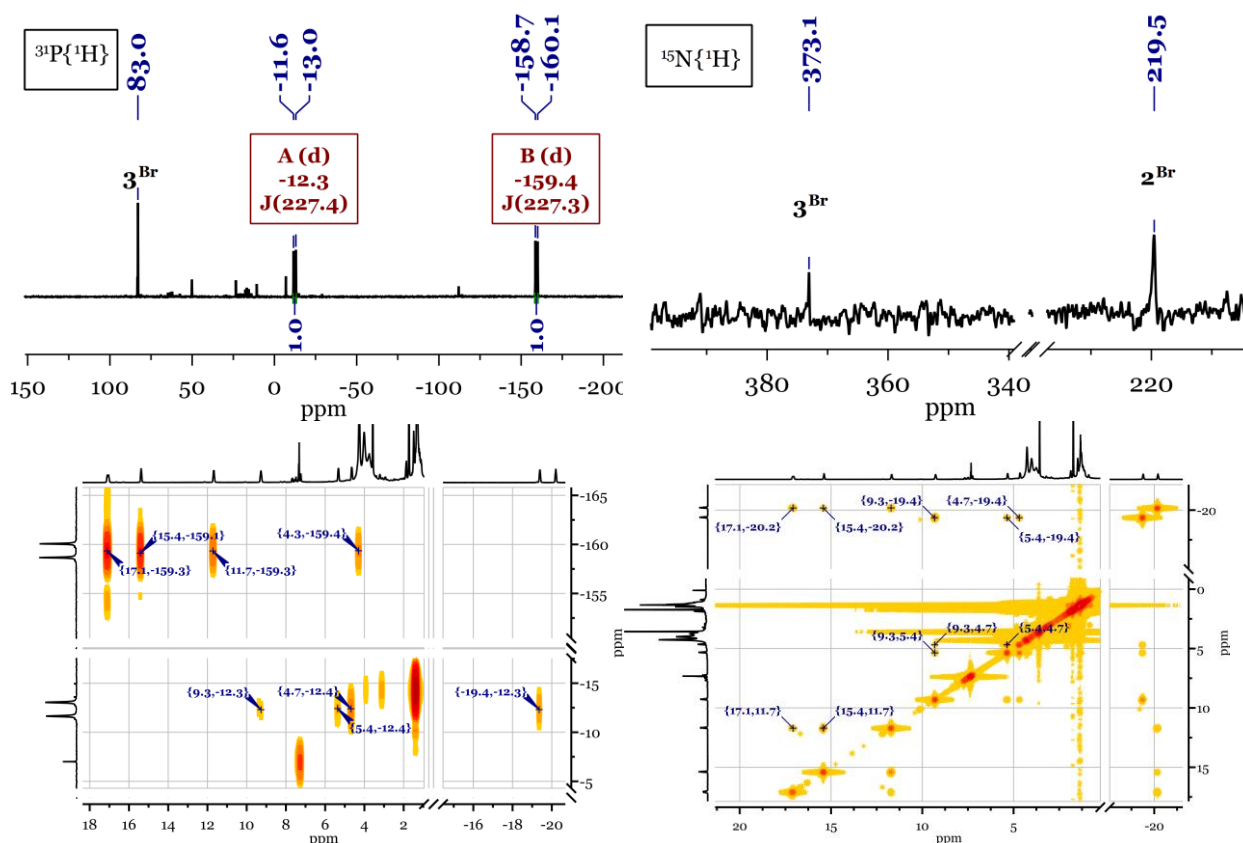 ³¹P{¹H}
83.0
-11.6
-13.0
-158.7
-160.1
3ᴮʳ
A (d)
-12.3
J(227.4)
B (d)
-159.4
J(227.3)
1.0
1.0
150 100 50 0 -50 -100 -150 -200
ppm
¹⁵N{¹H}
373.1
219.5
3ᴮʳ
2ᴮʳ
380 360 340 220
ppm
{15.4,-159.1}
{4.3,-159.4}
{17.1,-159.3}
{11.7,-159.3}
{9.3,-12.3}
{4.7,-12.4}
{-19.4,-12.3}
{5.4,-12.4}
-165
-160
-155
-15
-10
-5
ppm
18 16 14 12 10 8 6 4 2 -16 -18 -20
ppm
{9.3,-19.4}
{4.7,-19.4}
{17.1,-20.2}
{15.4,-20.2}
{5.4,-19.4}
{9.3,4.7}
{5.4,4.7}
{9.3,5.4}
{17.1,11.7}
{15.4,11.7}
-20
0
5
10
15
ppm
20 15 10 5 -20
ppm